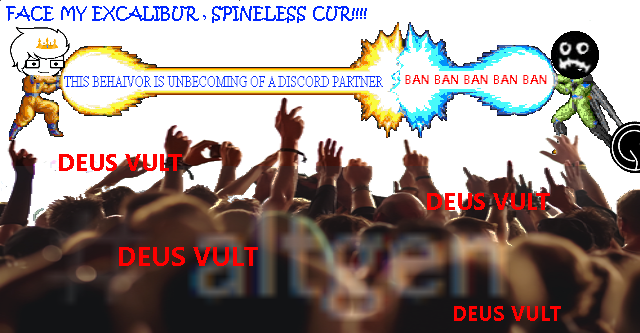 FACE MY EXCALIBUR, SPINELESS CUR!!!!
THIS BEHAIVOR IS UNBECOMING OF A DISCORD PARTNER
BAN BAN BAN BAN BAN
DEUS VULT
DEUS VULT
DEUS VULT
altgen
DEUS VULT